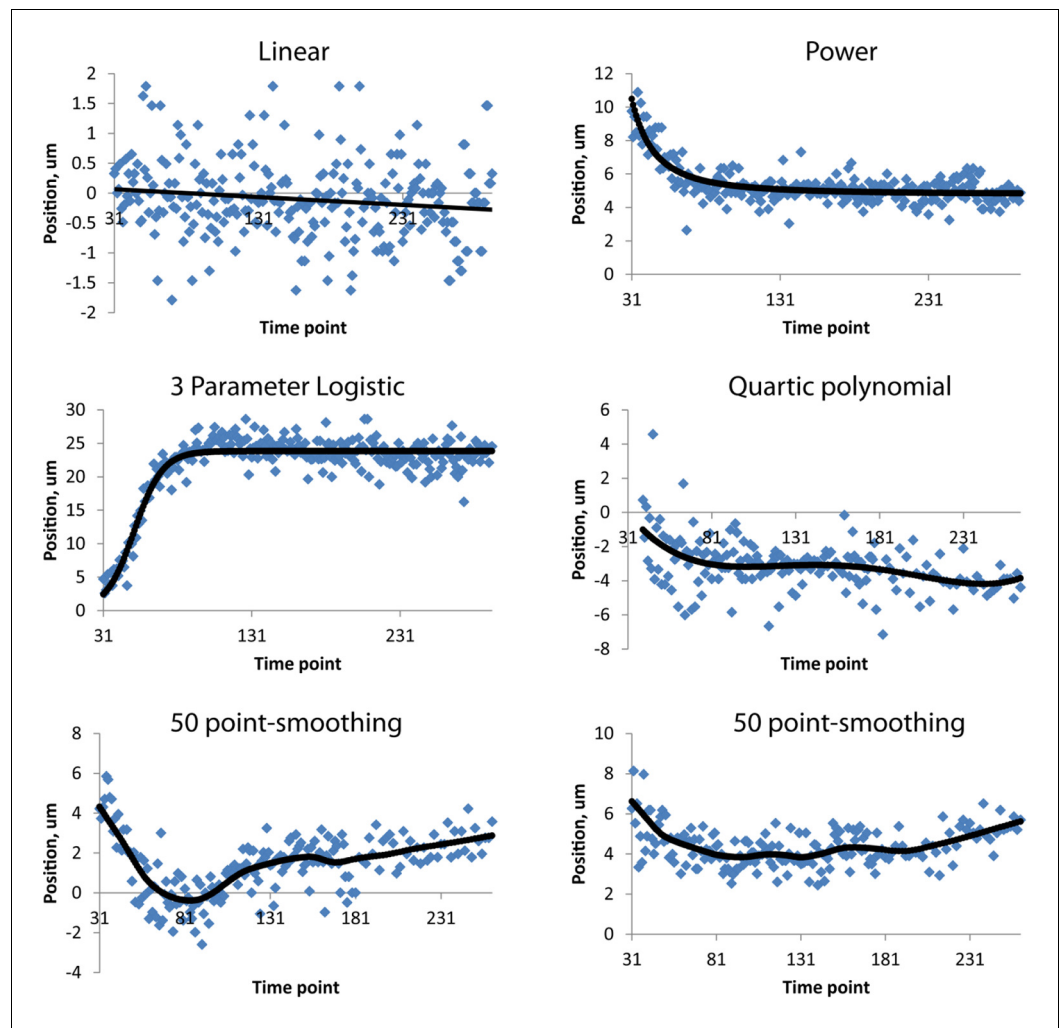 Linear
2
1.5
1
0.5
0
-0.5
-1
-1.5
-2
31 131 231
Position, um
Time point
Power
12
10
8
6
4
2
0
31 131 231
Position, um
Time point
3 Parameter Logistic
30
25
20
15
10
5
0
31 131 231
Position, um
Time point
Quartic polynomial
6
4
2
0
-2
-4
-6
-8
31 81 131 181 231
Position, um
Time point
50 point-smoothing
8
6
4
2
0
-2
-4
31 81 131 181 231
Position, um
Time point
50 point-smoothing
10
8
6
4
2
0
31 81 131 181 231
Position, um
Time point